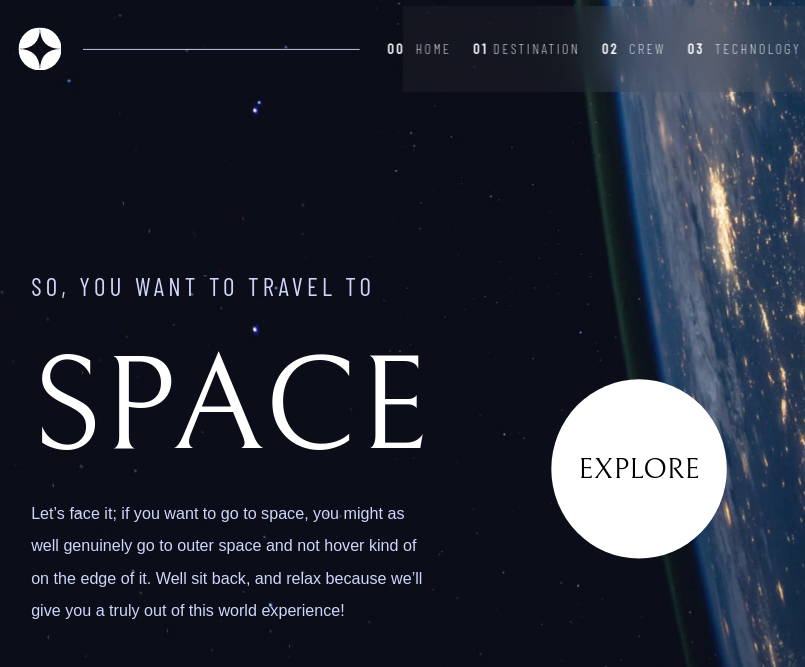 00 HOME 01 DESTINATION 02 CREW 03 TECHNOLOGY
SO, YOU WANT TO TRAVEL TO
SPACE
EXPLORE
Let’s face it; if you want to go to space, you might as
well genuinely go to outer space and not hover kind of
on the edge of it. Well sit back, and relax because we’ll
give you a truly out of this world experience!